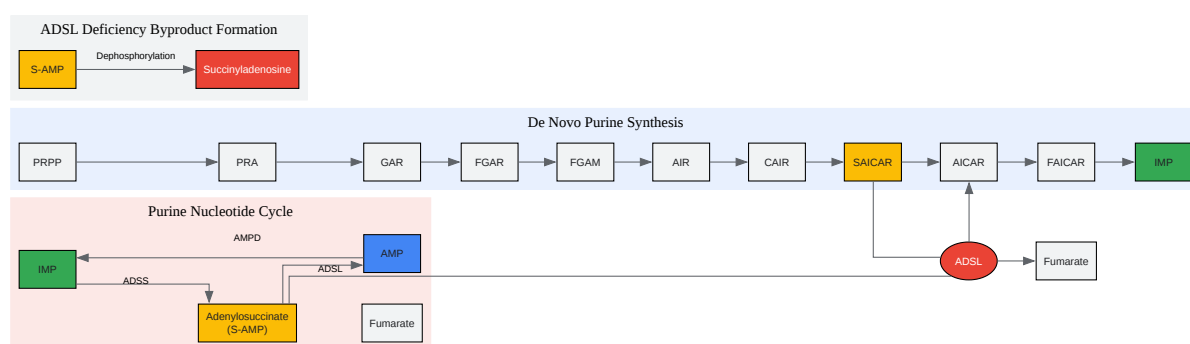 ADSL Deficiency Byproduct Formation
Dephosphorylation
S-AMP
Succinyladenosine
De Novo Purine Synthesis
PRPP
PRA
GAR
FGAR
FGAM
AIR
CAIR
SAICAR
AICAR
FAICAR
IMP
Purine Nucleotide Cycle
AMPD
AMP
IMP
ADSL
ADSS
Adenylosuccinate
(S-AMP)
Fumarate
ADSL
Fumarate